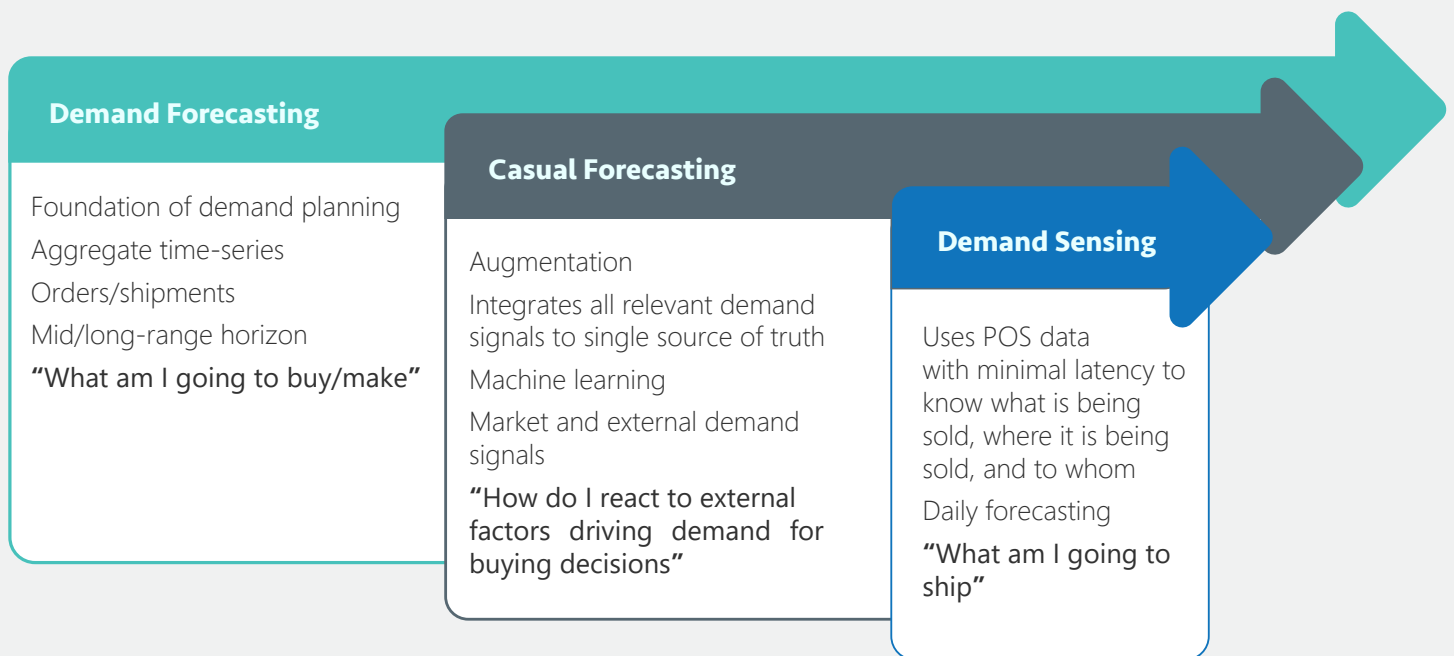 Demand Forecasting
Foundation of demand planning
Aggregate time-series
Orders/shipments
Mid/long-range horizon
“What am I going to buy/make”
Casual Forecasting
Augmentation
Integrates all relevant demand
signals to single source of truth
Machine learning
Market and external demand
signals
“How do I react to external
factors driving demand for
buying decisions”
Demand Sensing
Uses POS data
with minimal latency to
know what is being
sold, where it is being
sold, and to whom
Daily forecasting
“What am I going to
ship”